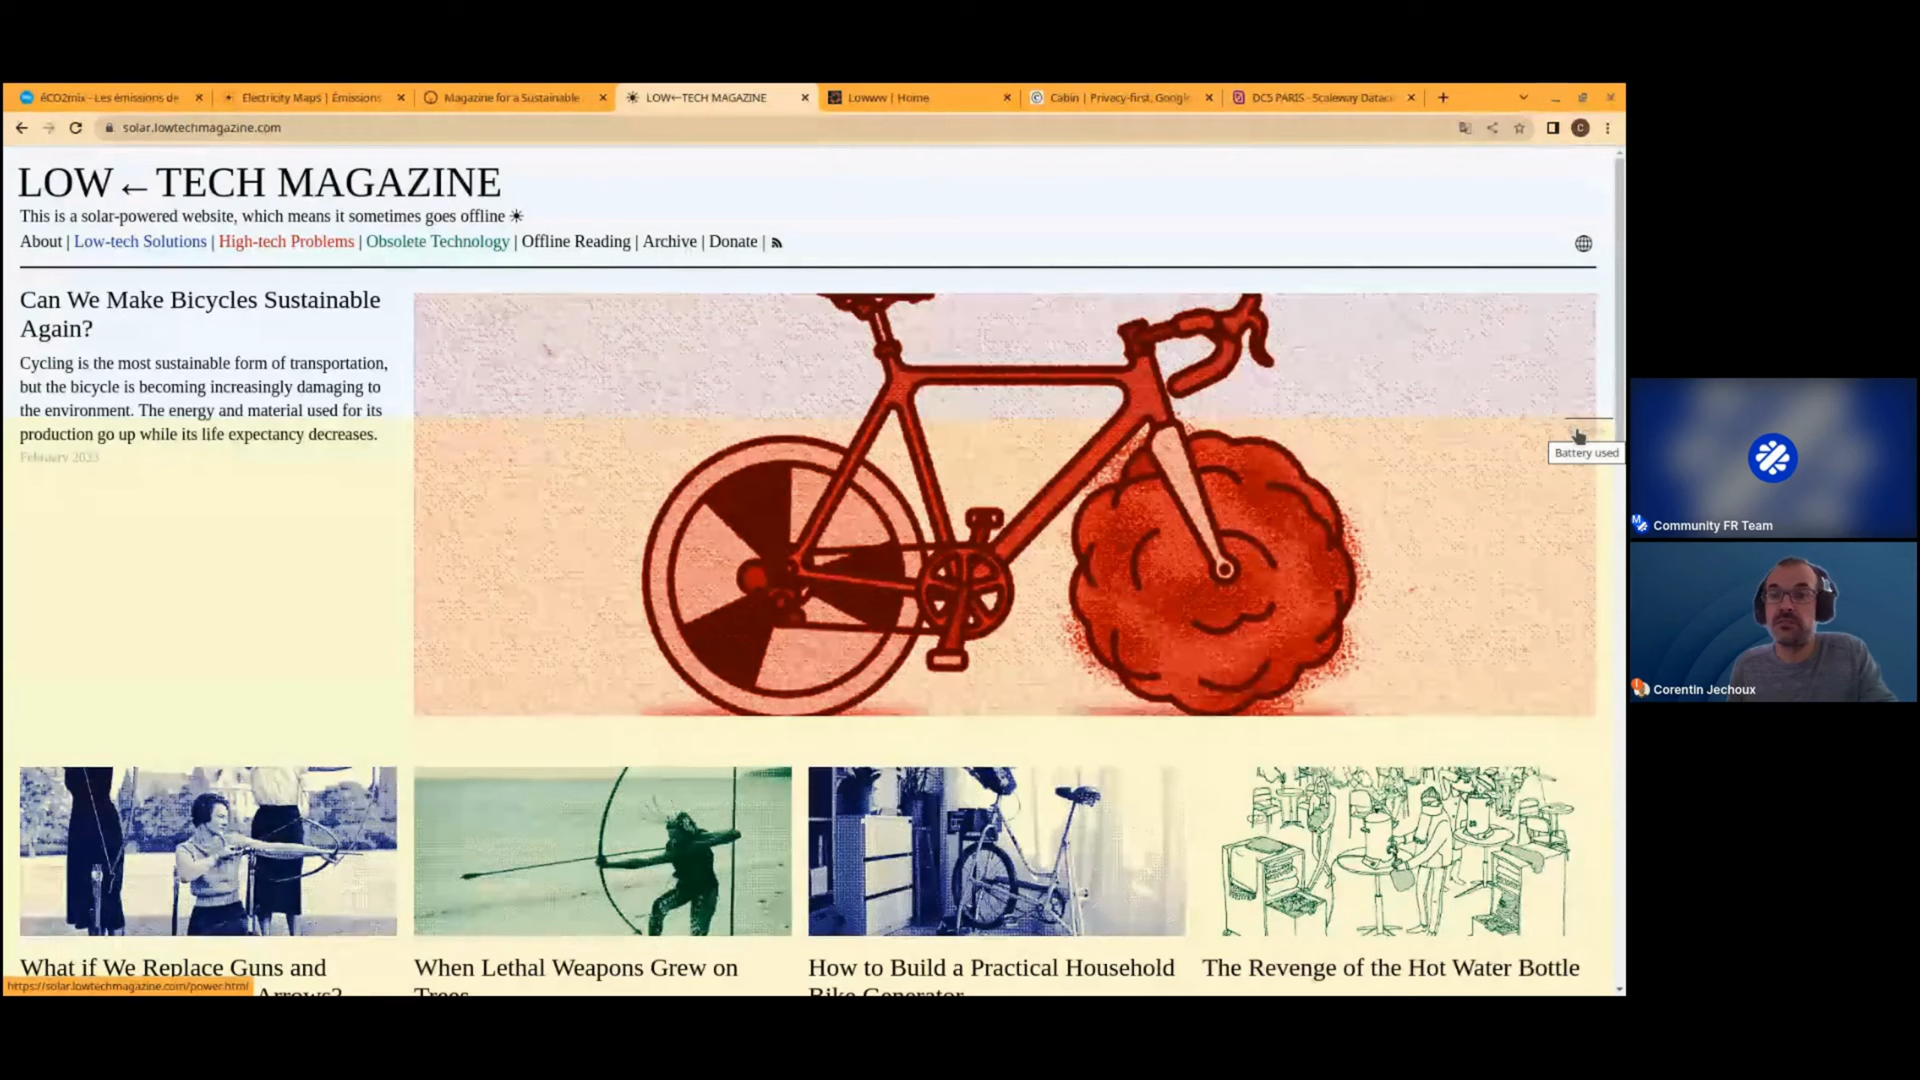 éCO2mix - Les émissions de
Electricity Maps | Émissions
Magazine for a Sustainable
LOW←TECH MAGAZINE
Lowww | Home
Cabin | Privacy-first, Google
DC5 PARIS - Scaleway Datac
solar.lowtechmagazine.com
C
LOW←TECH MAGAZINE
This is a solar-powered website, which means it sometimes goes offline ☀
About | Low-tech Solutions | High-tech Problems | Obsolete Technology | Offline Reading | Archive | Donate |
Can We Make Bicycles Sustainable
Again?
Cycling is the most sustainable form of transportation,
but the bicycle is becoming increasingly damaging to
the environment. The energy and material used for its
production go up while its life expectancy decreases.
February 2023
Battery used
Community FR Team
Corentin Jechoux
What if We Replace Guns and
Arrows?
When Lethal Weapons Grew on
Trees
How to Build a Practical Household
Bike Generator
The Revenge of the Hot Water Bottle
https://solar.lowtechmagazine.com/power.html